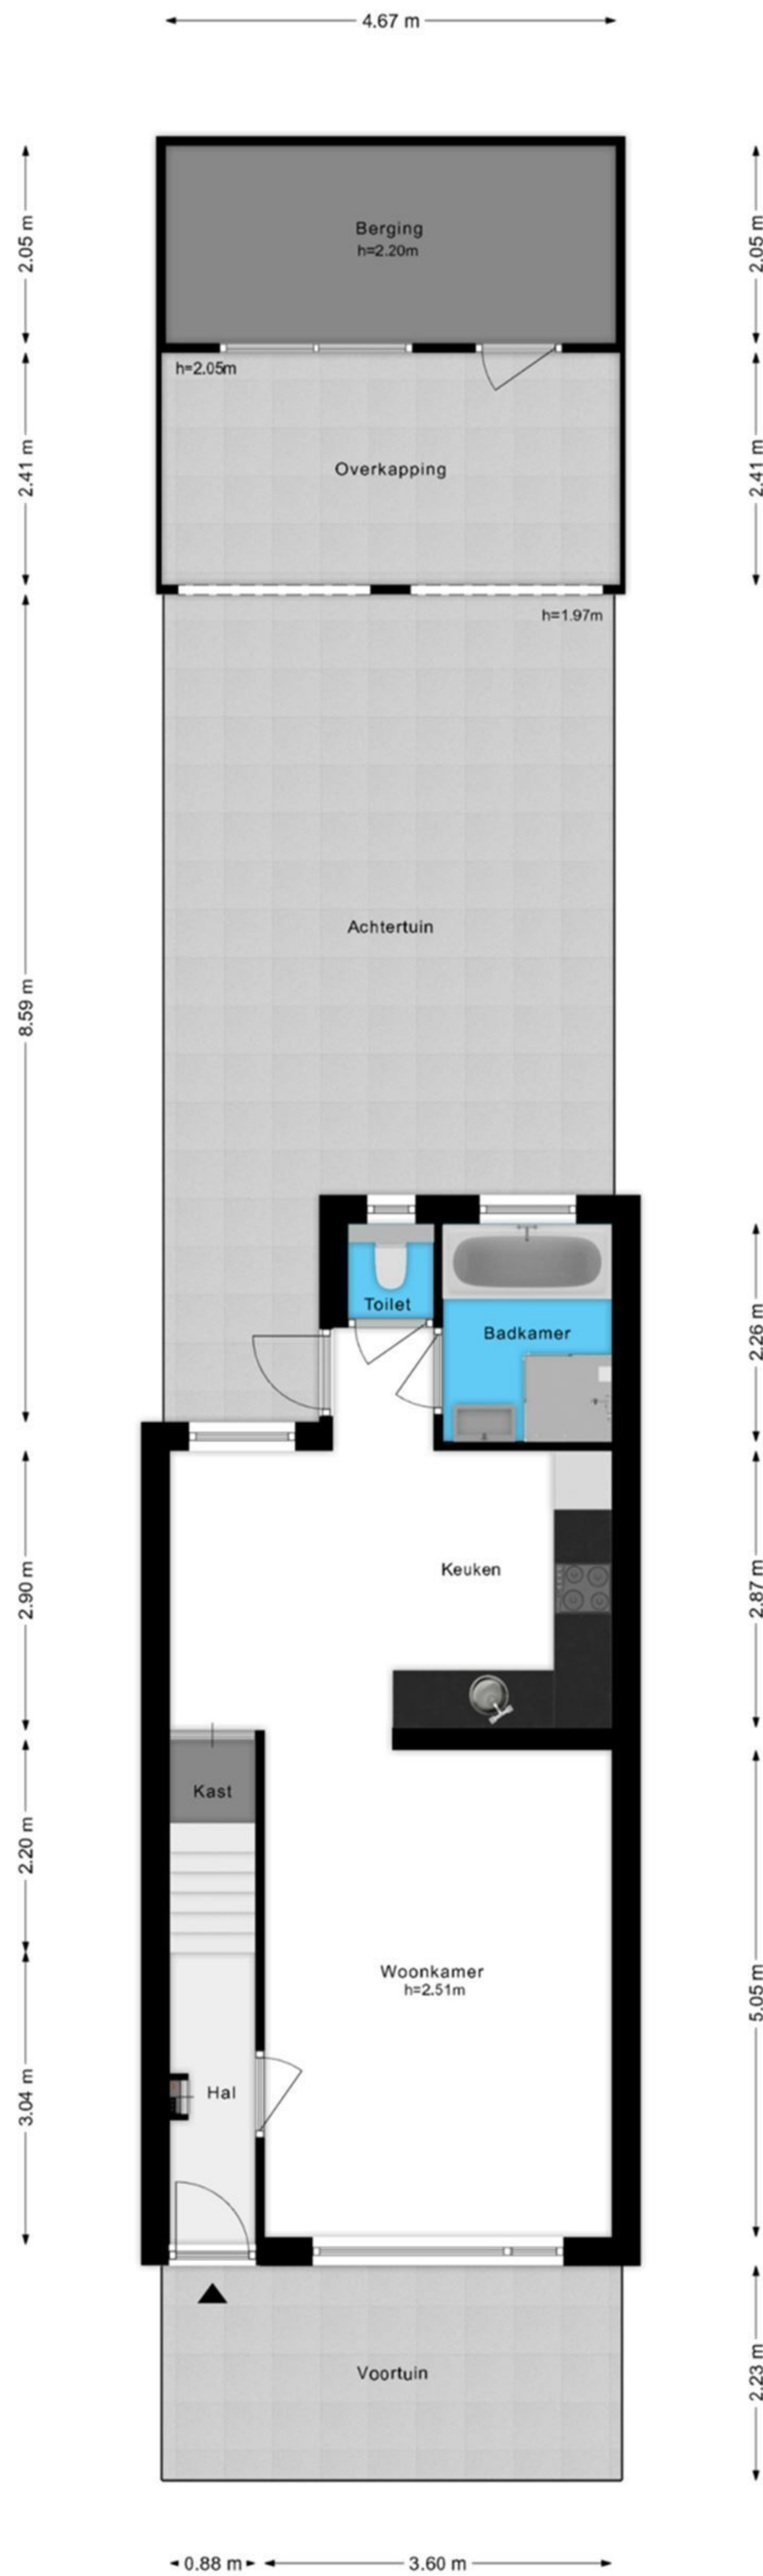 4.67 m
2.05 m
2.05 m
Berging
h=2.20m
h=2.05m
2.41 m
2.41 m
Overkapping
h=1.97m
Achtertuin
8.59 m
Toilet
Badkamer
2.26 m
Keuken
2.90 m
2.87 m
Kast
2.20 m
Woonkamer
h=2.51m
5.05 m
Hal
3.04 m
Voortuin
2.23 m
0.88 m
3.60 m